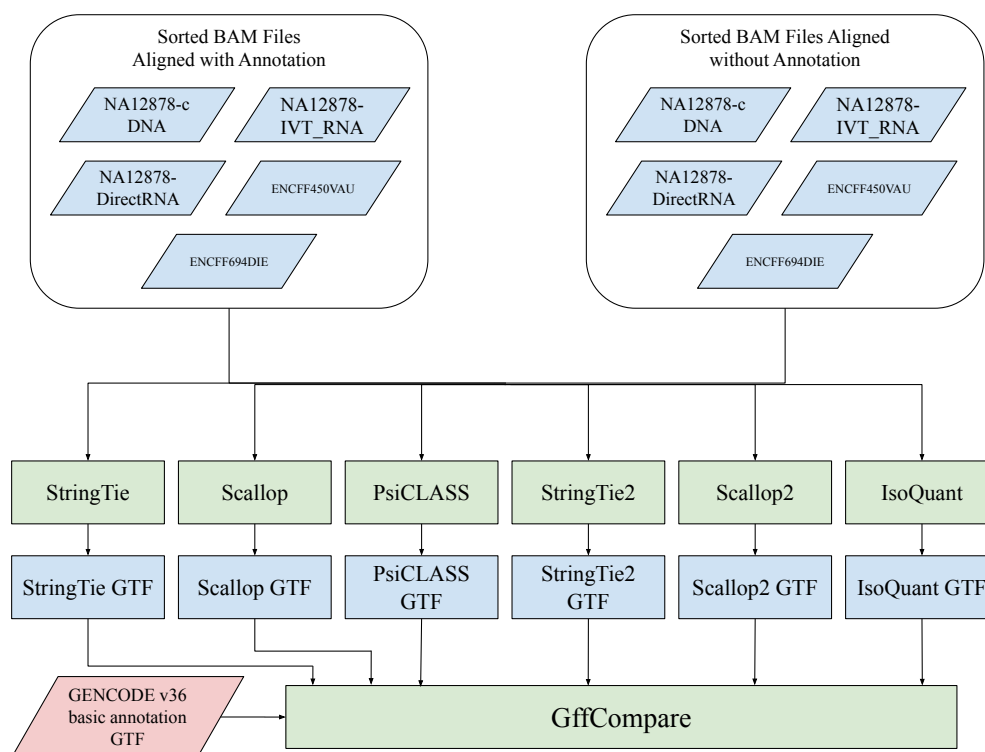 Sorted BAM Files
Aligned with Annotation
NA12878-c
DNA
NA12878-
IVT_RNA
NA12878-
DirectRNA
ENCFF450VAU
ENCFF694DIE
Sorted BAM Files Aligned
without Annotation
NA12878-c
DNA
NA12878-
IVT_RNA
NA12878-
DirectRNA
ENCFF450VAU
ENCFF694DIE
StringTie
Scallop
PsiCLASS
StringTie2
Scallop2
IsoQuant
StringTie GTF
Scallop GTF
PsiCLASS
GTF
StringTie2
GTF
Scallop2 GTF
IsoQuant GTF
GENCODE v36
basic annotation
GTF
GffCompare